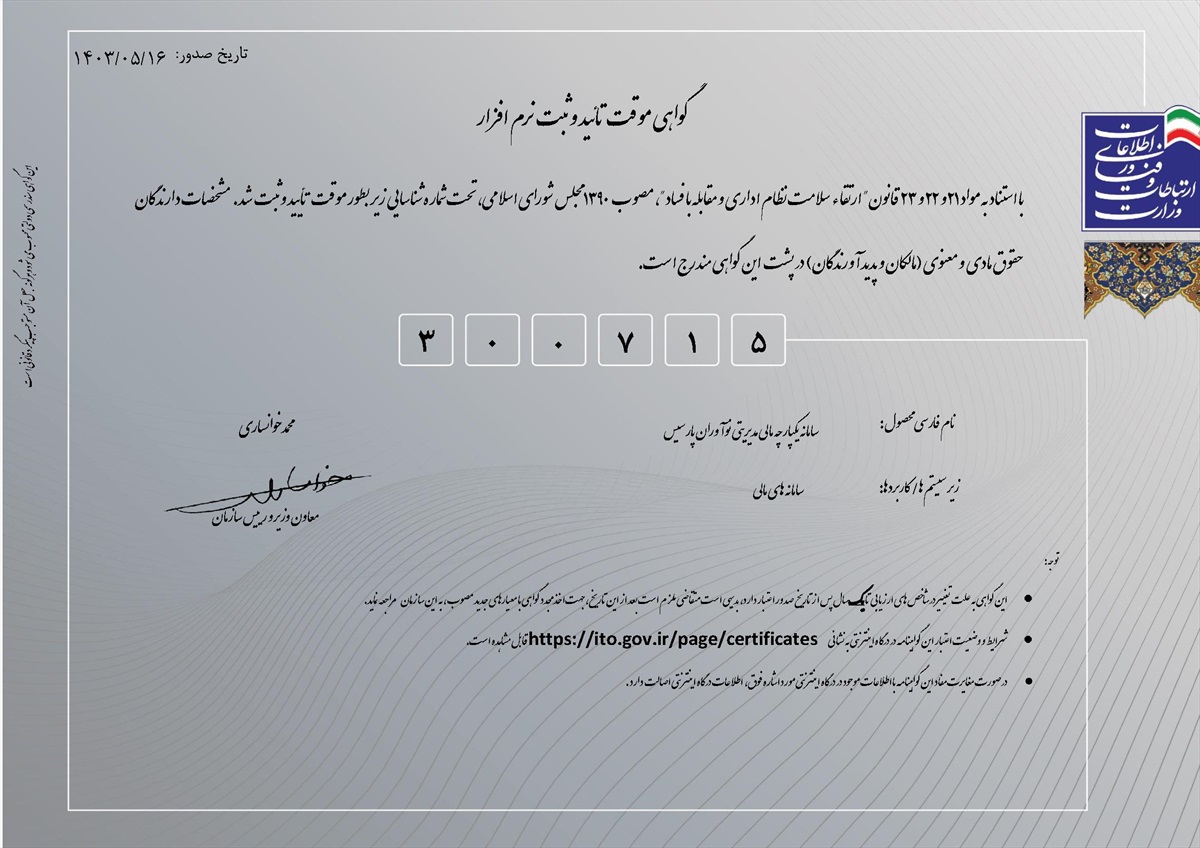 تاریخ صدور: ۱۴۰۳/۰۵/۱۶
گواهی موقت تأئید و ثبت نرم افزار
وزارت ارتباطات و فناوری اطلاعات
با استناد به مواد ۲۱ و ۲۲ و ۲۳ قانون "ارتقاء سلامت نظام اداری و مقابله با فساد"، مصوب ۱۳۹۰ مجلس شورای اسلامی، تحت شماره شناسایی زیر بطور موقت تأیید و ثبت شد. مشخصات دارندگان
حقوق مادی و معنوی (مالکان و پدیدآورندگان) در پشت این گواهی مندرج است.
۳ ۰ ۰ ۷ ۱ ۵
نام فارسی محصول: سامانه یکپارچه مالی مدیریتی نوآوران پارسیس
زیر سیستم ها/ کاربردها: سامانه های مالی
محمد خوانساری
معاون وزیر و رییس سازمان
توجه:
این گواهی به علت تغییر در شاخص های ارزیابی تا یک سال پس از تاریخ صدور اعتبار دارد، بدیهی است متقاضی ملزم است بعد از این تاریخ، جهت اخذ مجدد گواهی با معیارهای جدید مصوب، به این سازمان مراجعه نماید.
شرایط و وضعیت اعتبار این گواهینامه در درگاه اینترنتی به نشانی https://ito.gov.ir/page/certificates قابل مشاهده است.
در صورت مغایرت مفاد این گواهینامه با اطلاعات موجود در درگاه اینترنتی مورد اشاره فوق، اطلاعات درگاه اینترنتی اصالت دارد.